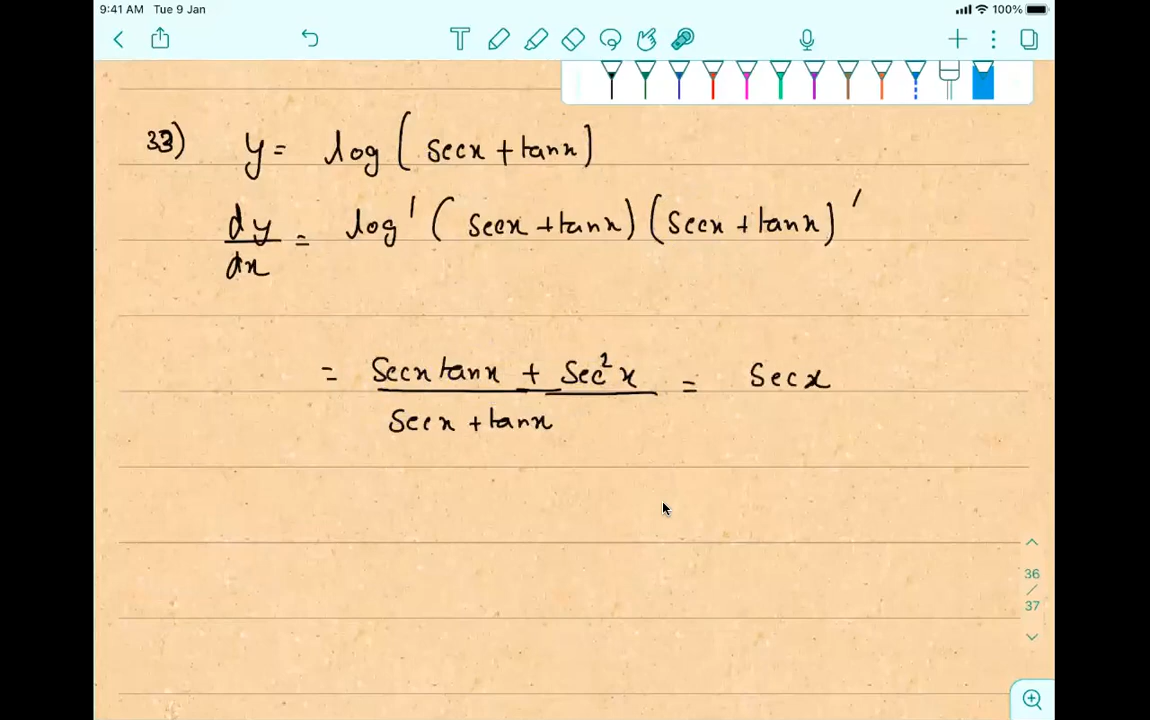 9:41 AM Tue 9 Jan 100%
33) y = log ( secx + tanx )
dy/dx = log' ( secx + tanx ) ( secx + tanx )'
= secx tanx + sec²x / secx + tanx = secx
36
/
37